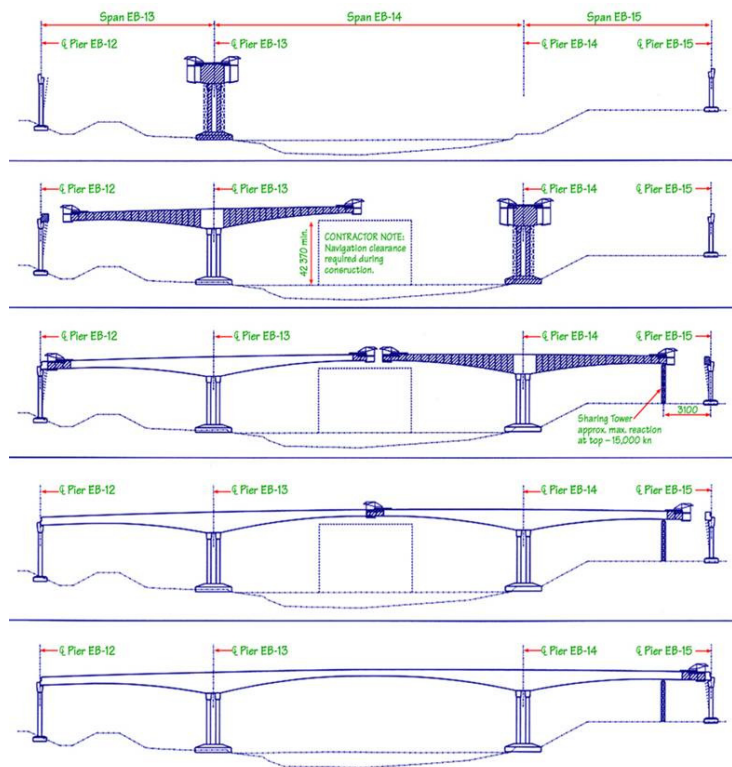 Span EB-13
Span EB-14
Span EB-15
℄ Pier EB-12
℄ Pier EB-13
℄ Pier EB-14
℄ Pier EB-15
℄ Pier EB-12
℄ Pier EB-13
℄ Pier EB-14
℄ Pier EB-15
42 370 min.
CONTRACTOR NOTE:
Navigation clearance
required during
consruction.
℄ Pier EB-12
℄ Pier EB-13
℄ Pier EB-14
℄ Pier EB-15
Sharing Tower
approx. max. reaction
at top – 15,000 kn
3100
℄ Pier EB-12
℄ Pier EB-13
℄ Pier EB-14
℄ Pier EB-15
℄ Pier EB-12
℄ Pier EB-13
℄ Pier EB-14
℄ Pier EB-15